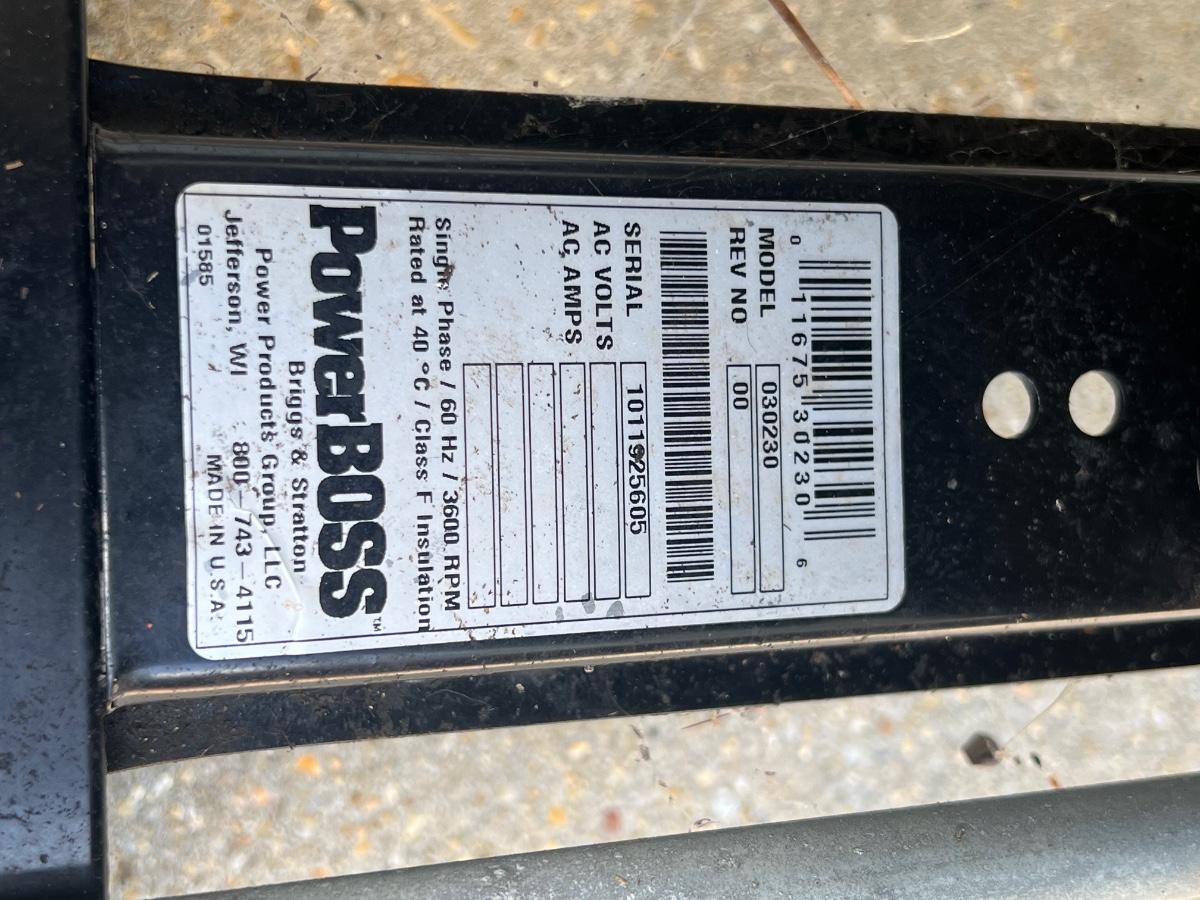 0 11675 30230 6
MODEL 030230
REV NO 00
SERIAL 1011925605
AC VOLTS
AC AMPS
Single Phase / 60 Hz / 3600 RPM
Rated at 40 °C / Class F Insulation
PowerBOSS™
Briggs & Stratton
Power Products Group, LLC
Jefferson, WI 800-743-4115
01585 MADE IN U.S.A.